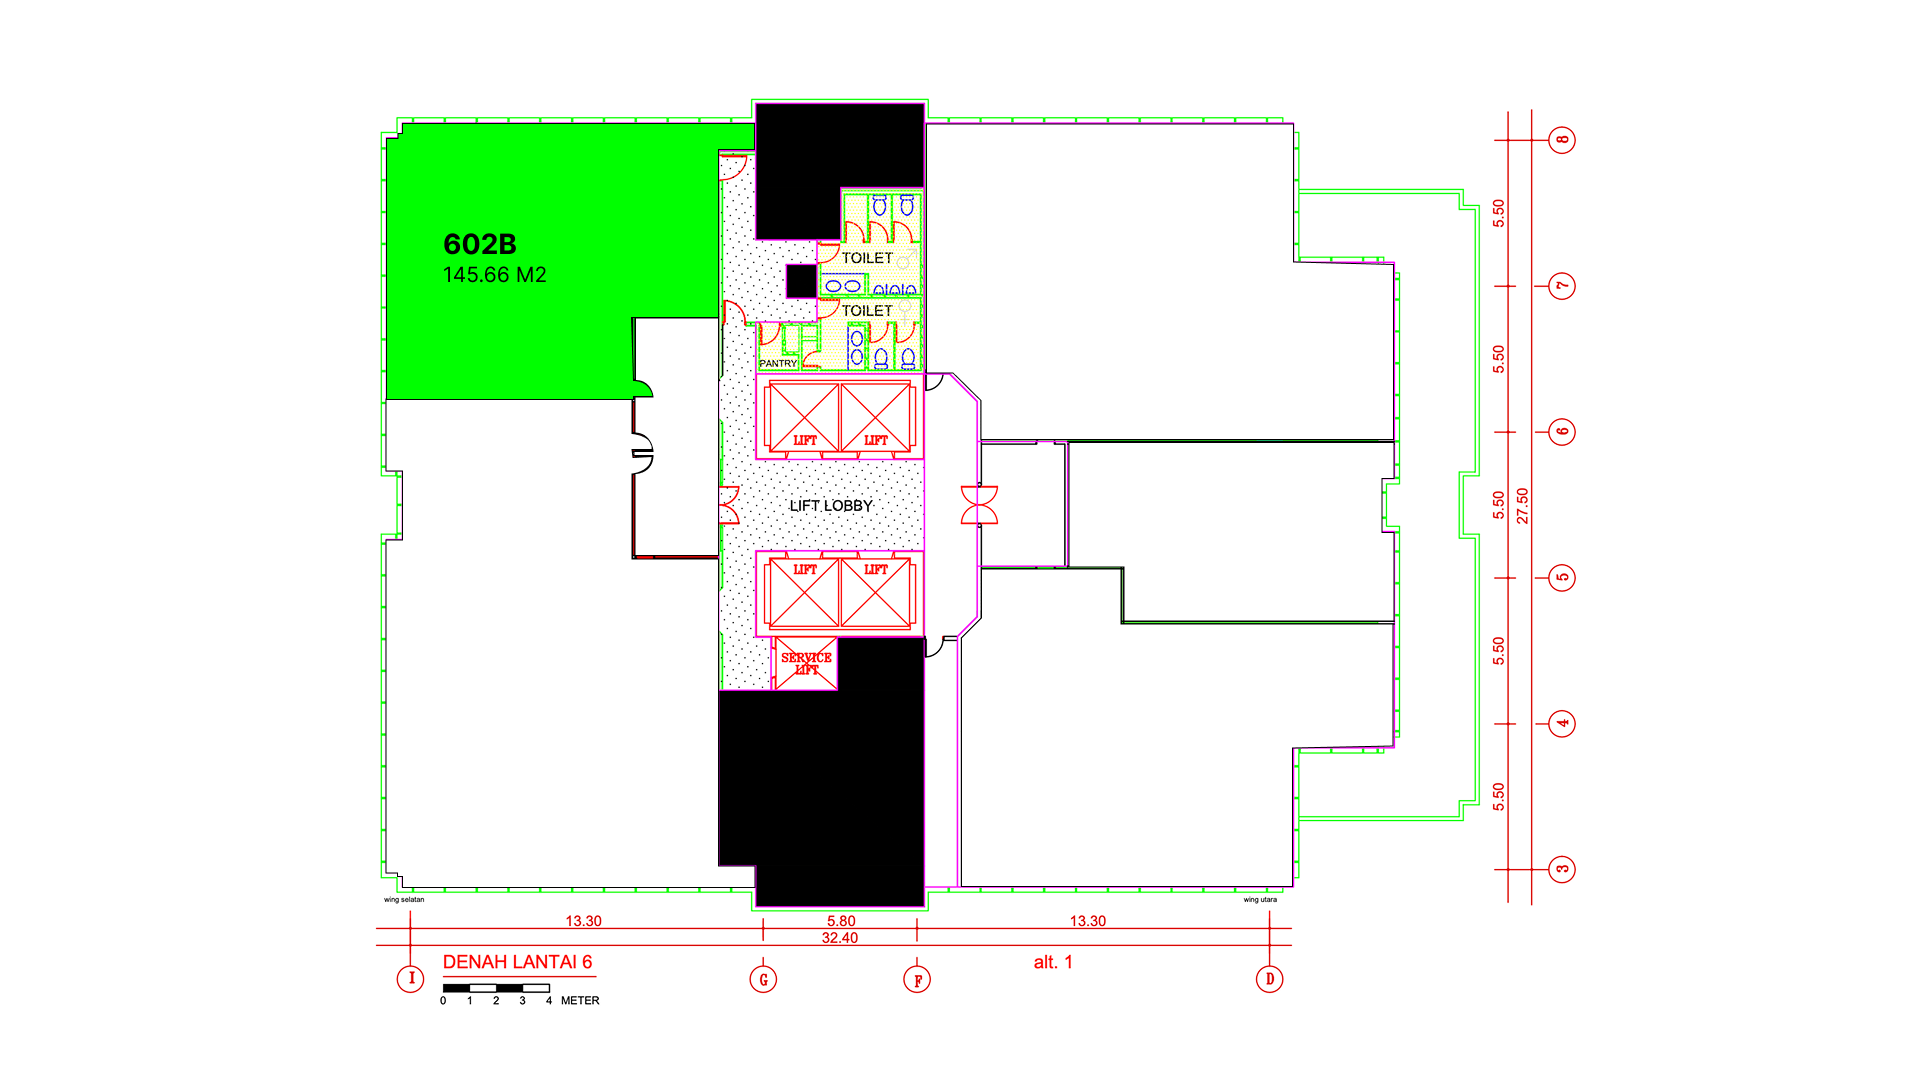 8
5.50
602B
145.66 M2
TOILET
7
TOILET
5.50
PANTRY
6
LIFT
LIFT
LIFT LOBBY
5.50
27.50
LIFT
LIFT
5
SERVICE
LIFT
5.50
4
5.50
3
wing selatan
wing utara
13.30
5.80
13.30
32.40
DENAH LANTAI 6
alt. 1
I
G
F
D
0 1 2 3 4 METER